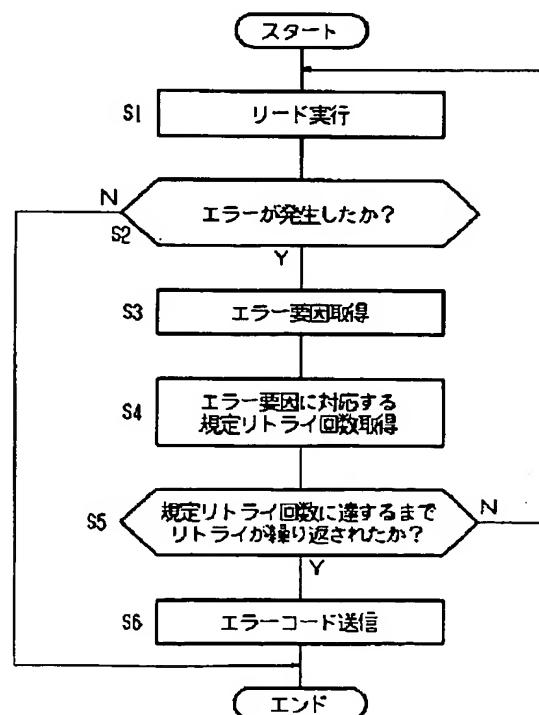 スタート
S1
リード実行
N
エラーが発生したか?
S2
Y
S3
エラー要因取得
S4
エラー要因に対応する
規定リトライ回数取得
S5
規定リトライ回数に達するまで
リトライが繰り返されたか?
N
Y
S6
エラーコード送信
エンド